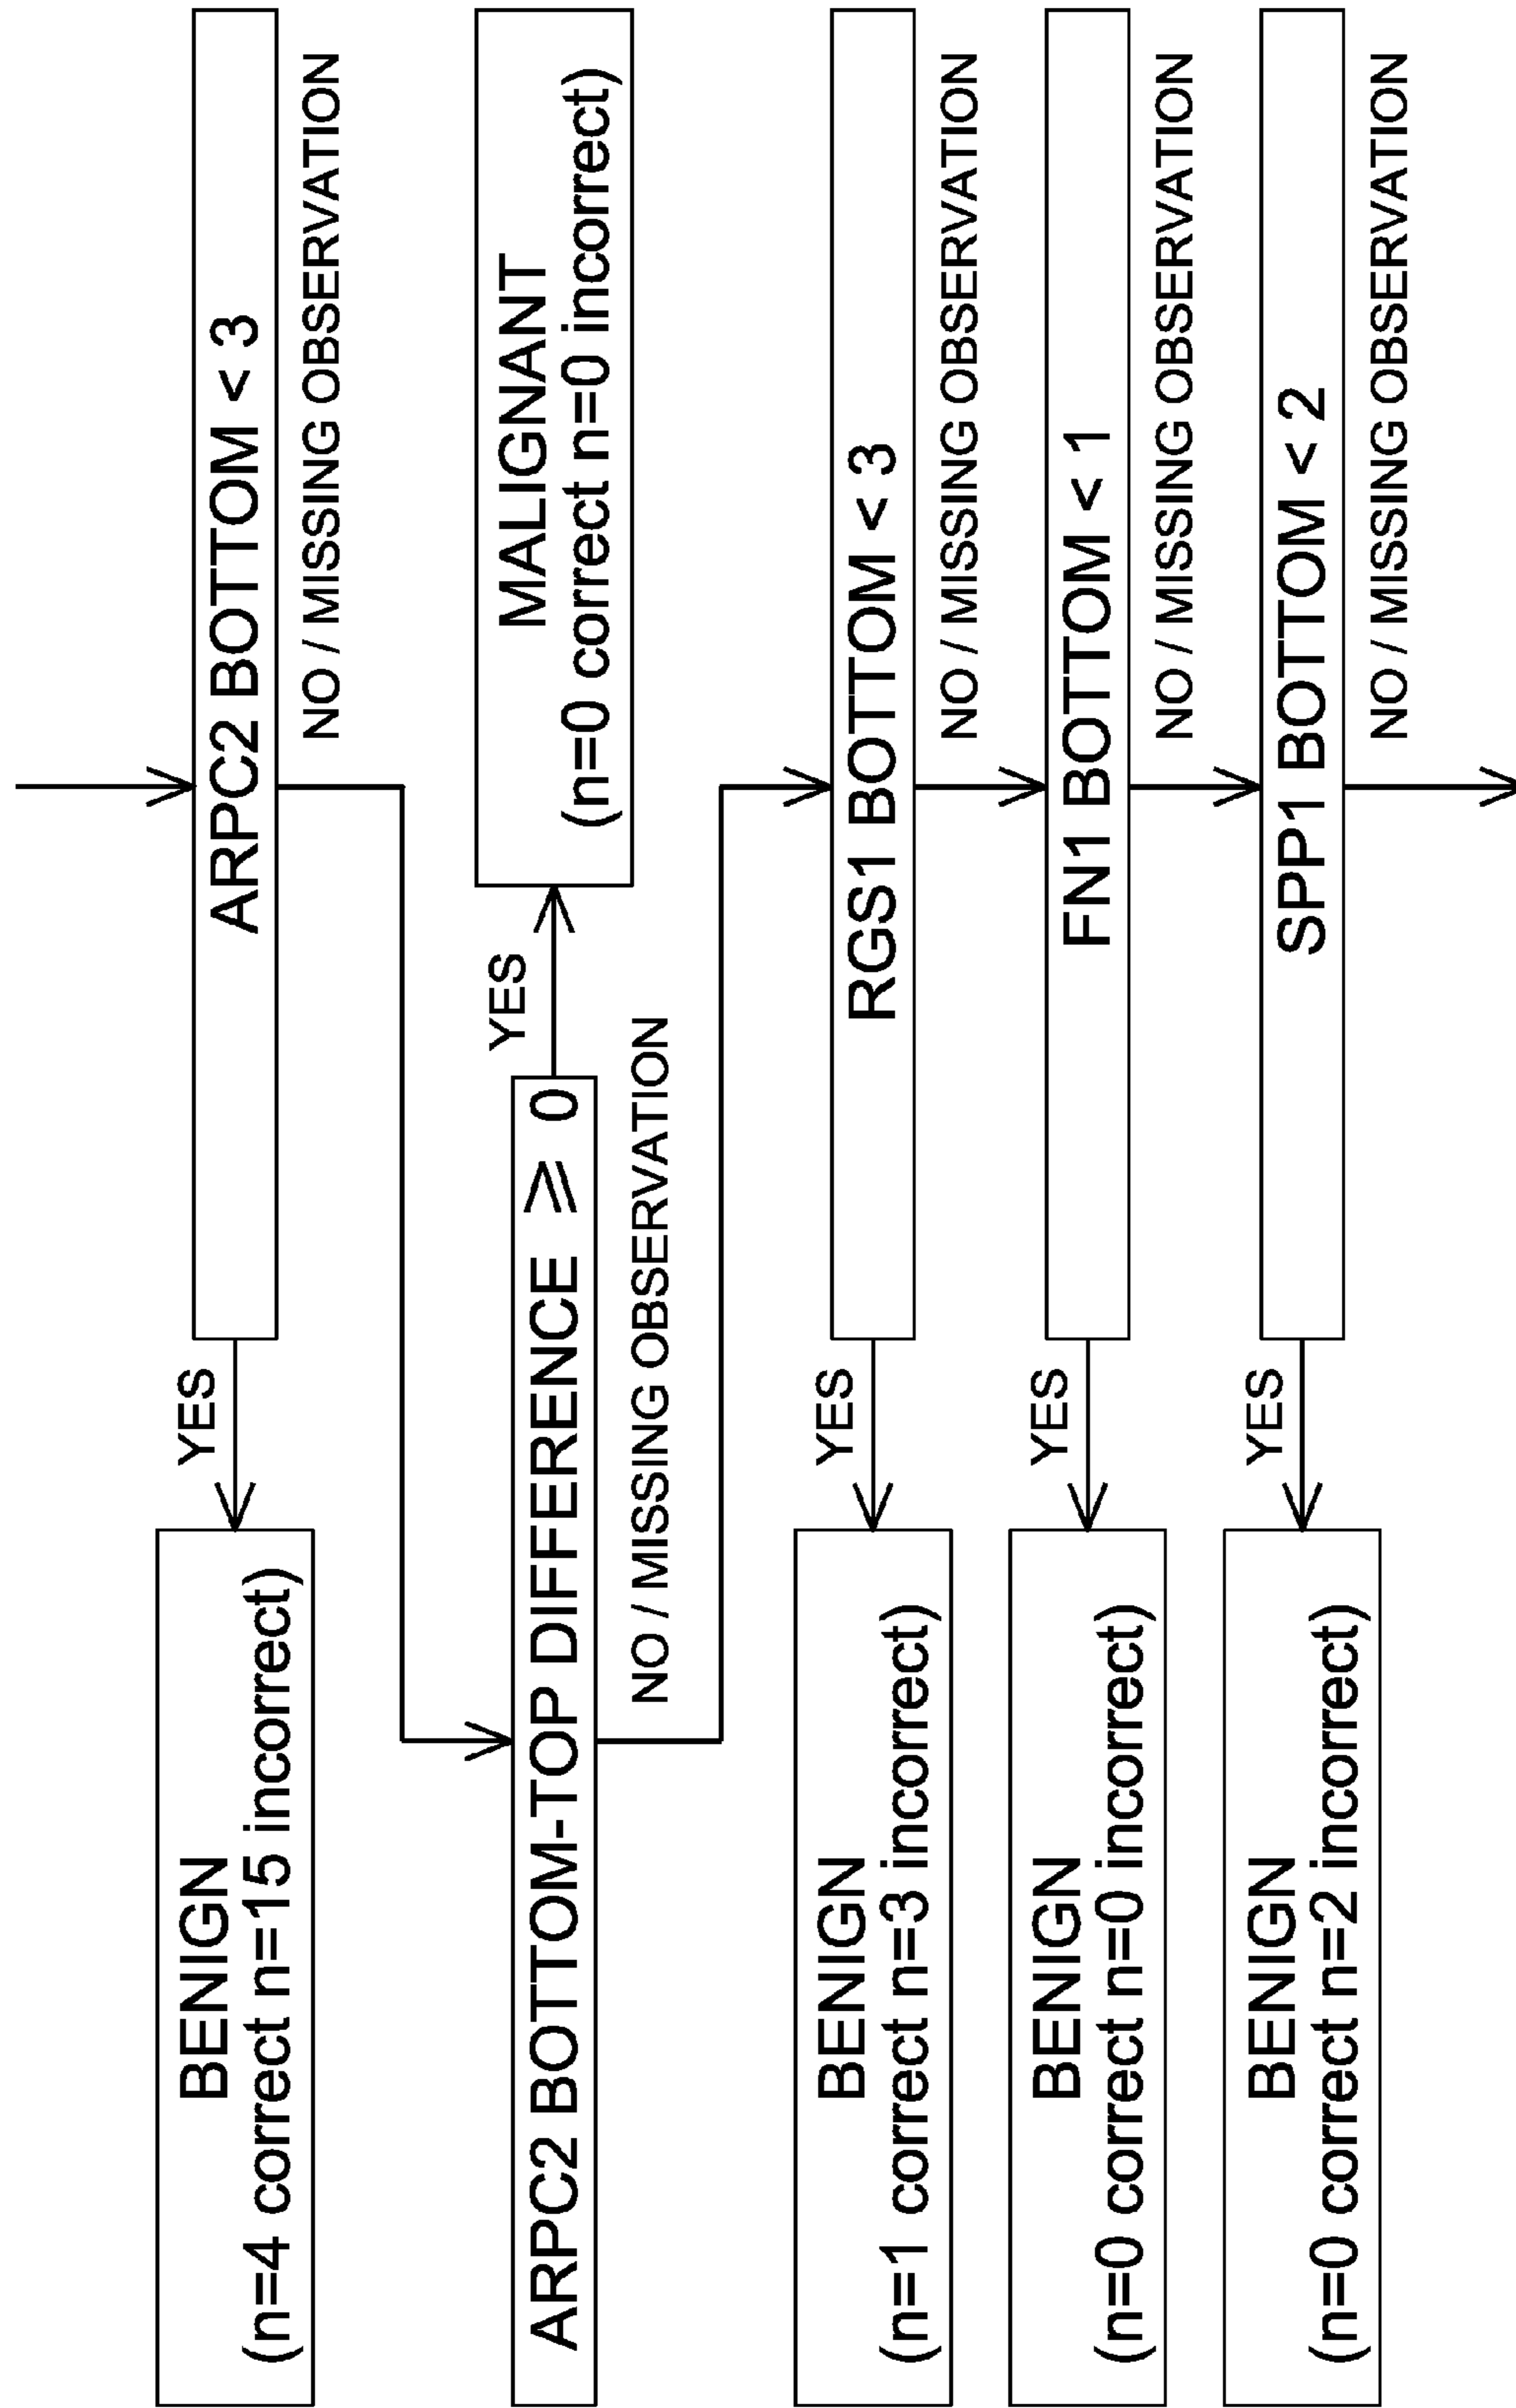 ARPC2 BOTTOM < 3
YES
NO / MISSING OBSERVATION
BENIGN
(n=4 correct n=15 incorrect)
ARPC2 BOTTOM-TOP DIFFERENCE ⩾ 0
YES
NO / MISSING OBSERVATION
MALIGNANT
(n=0 correct n=0 incorrect)
RGS1 BOTTOM < 3
YES
NO / MISSING OBSERVATION
BENIGN
(n=1 correct n=3 incorrect)
FN1 BOTTOM < 1
YES
NO / MISSING OBSERVATION
BENIGN
(n=0 correct n=0 incorrect)
SPP1 BOTTOM < 2
YES
NO / MISSING OBSERVATION
BENIGN
(n=0 correct n=2 incorrect)